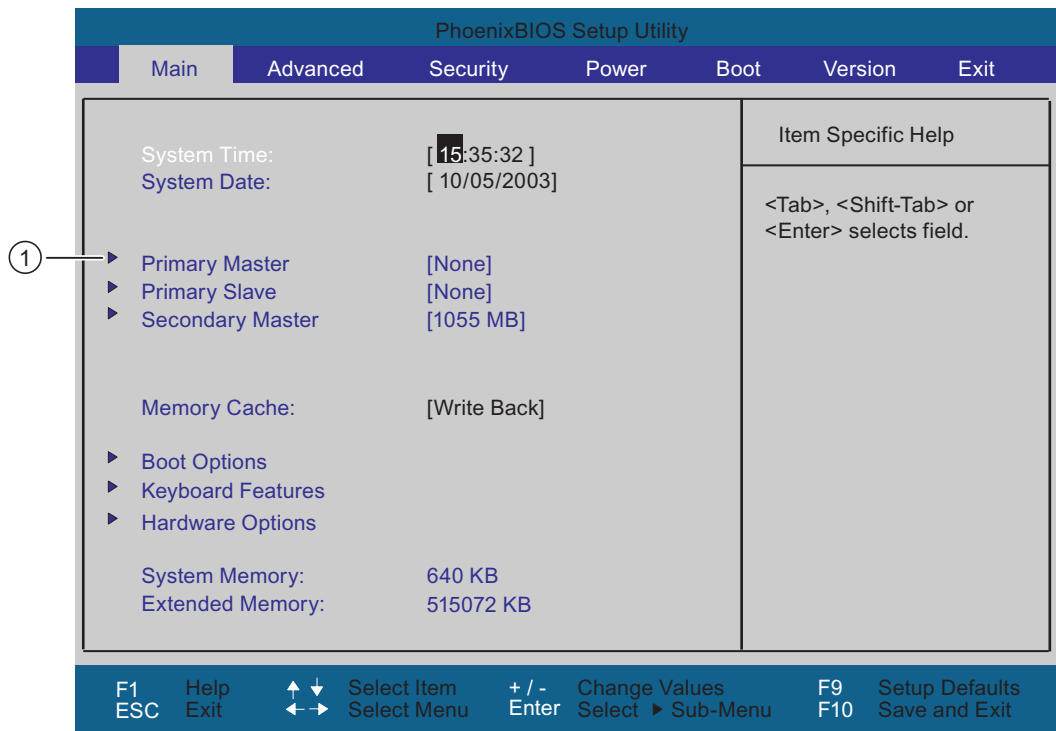 PhoenixBIOS Setup Utility
Main Advanced Security Power Boot Version Exit
Item Specific Help
System Time: [ 15:35:32 ]
System Date: [ 10/05/2003]
<Tab>, <Shift-Tab> or
<Enter> selects field.
1
Primary Master [None]
Primary Slave [None]
Secondary Master [1055 MB]
Memory Cache: [Write Back]
Boot Options
Keyboard Features
Hardware Options
System Memory: 640 KB
Extended Memory: 515072 KB
F1 Help Select Item + / - Change Values F9 Setup Defaults
ESC Exit Select Menu Enter Select Sub-Menu F10 Save and Exit